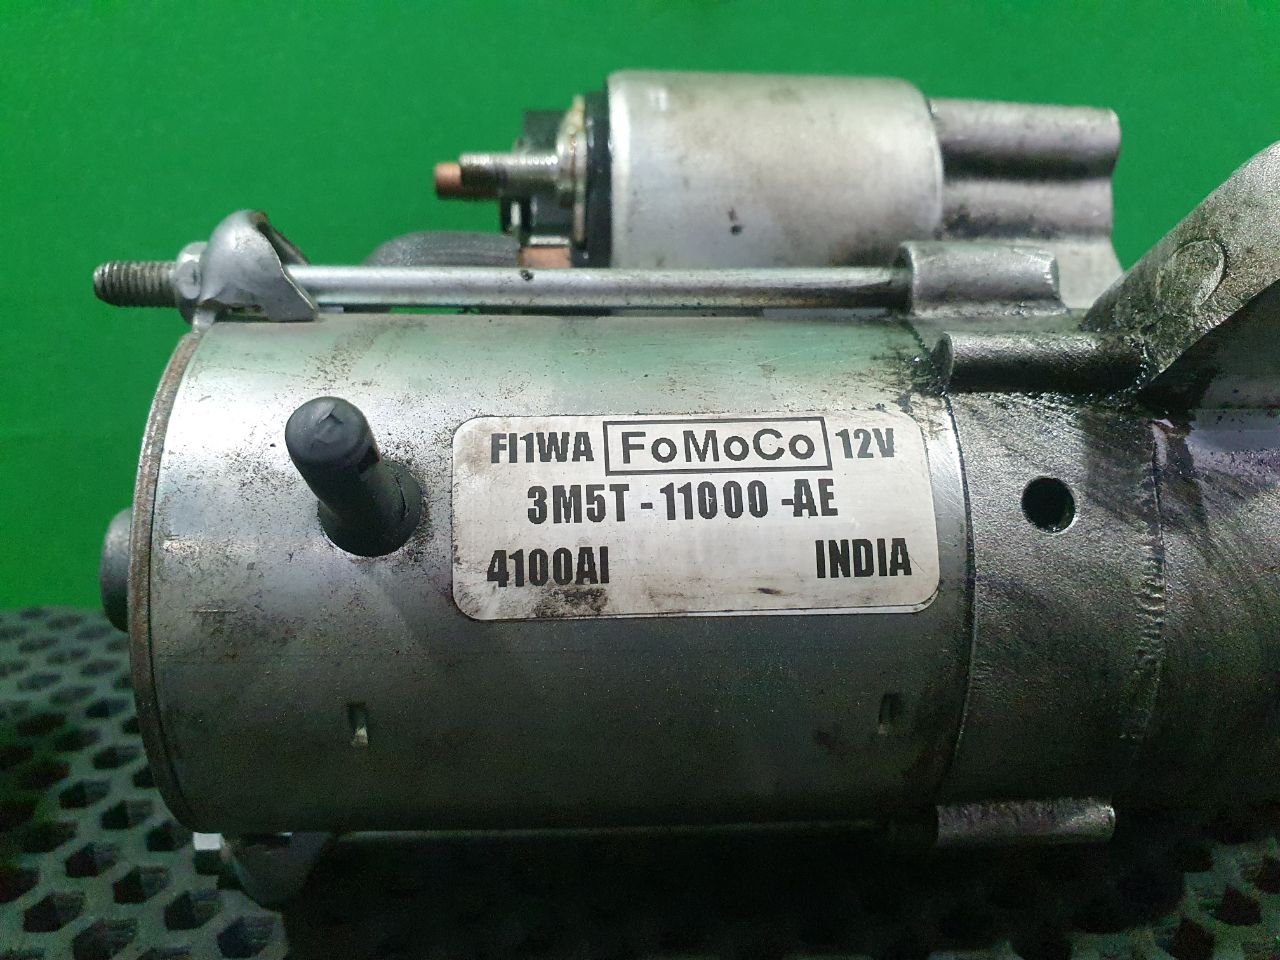 FI1WA FoMoCo 12V
3M5T-11000-AE
4100AI INDIA